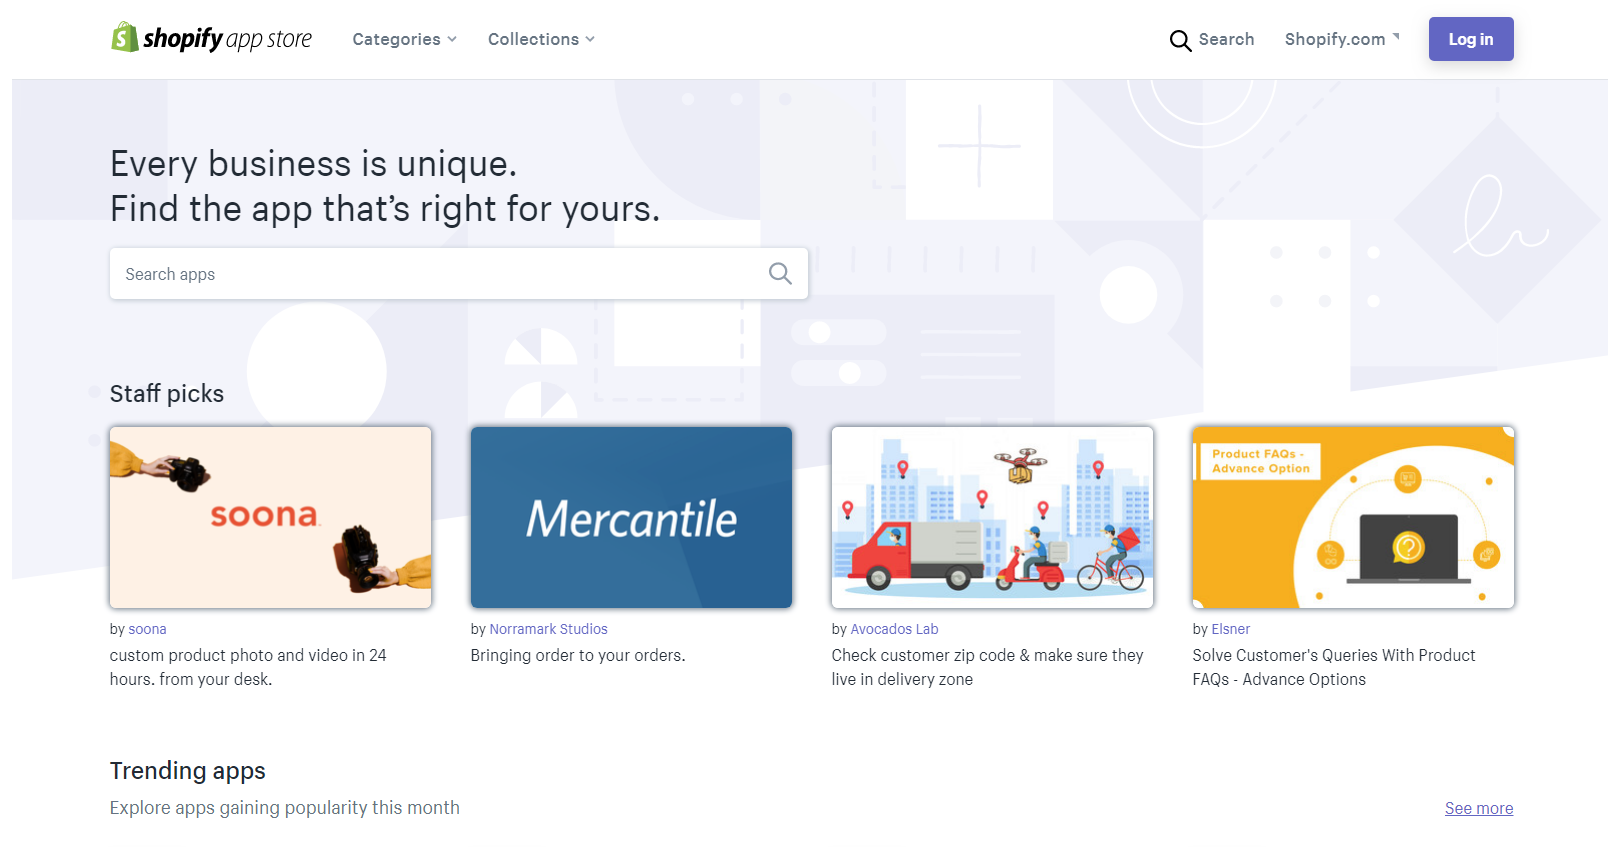 shopify app store
Categories
Collections
Search
Shopify.com
Log in
Every business is unique.
Find the app that’s right for yours.
Search apps
Staff picks
soona
by soona
custom product photo and video in 24
hours. from your desk.
Mercantile
by Norramark Studios
Bringing order to your orders.
by Avocados Lab
Check customer zip code & make sure they
live in delivery zone
Product FAQs -
Advance Option
by Elsner
Solve Customer's Queries With Product
FAQs - Advance Options
Trending apps
Explore apps gaining popularity this month
See more